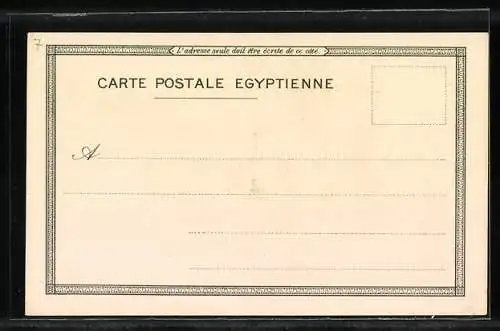 7
L'adresse seule doit être écrite de ce côté.
CARTE POSTALE EGYPTIENNE
A